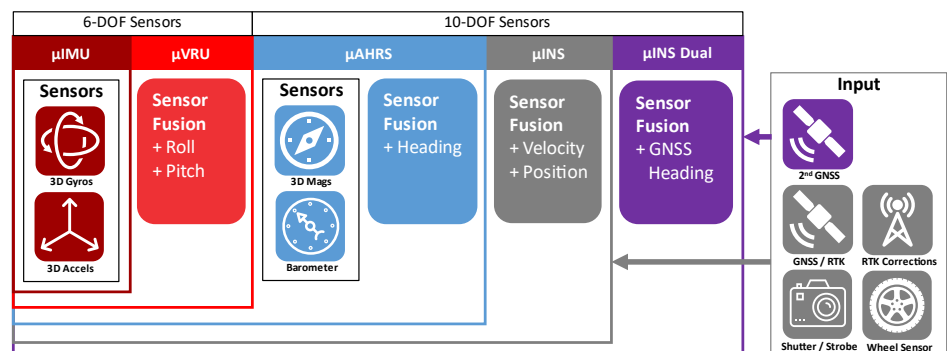 6-DOF Sensors
10-DOF Sensors
µIMU
µVRU
µAHRS
µINS
µINS Dual
Sensors
3D Gyros
3D Accels
Sensor
Fusion
+ Roll
+ Pitch
Sensors
3D Mags
Barometer
Sensor
Fusion
+ Heading
Sensor
Fusion
+ Velocity
+ Position
Sensor
Fusion
+ GNSS
Heading
Input
2nd GNSS
GNSS / RTK
RTK Corrections
Shutter / Strobe
Wheel Sensor